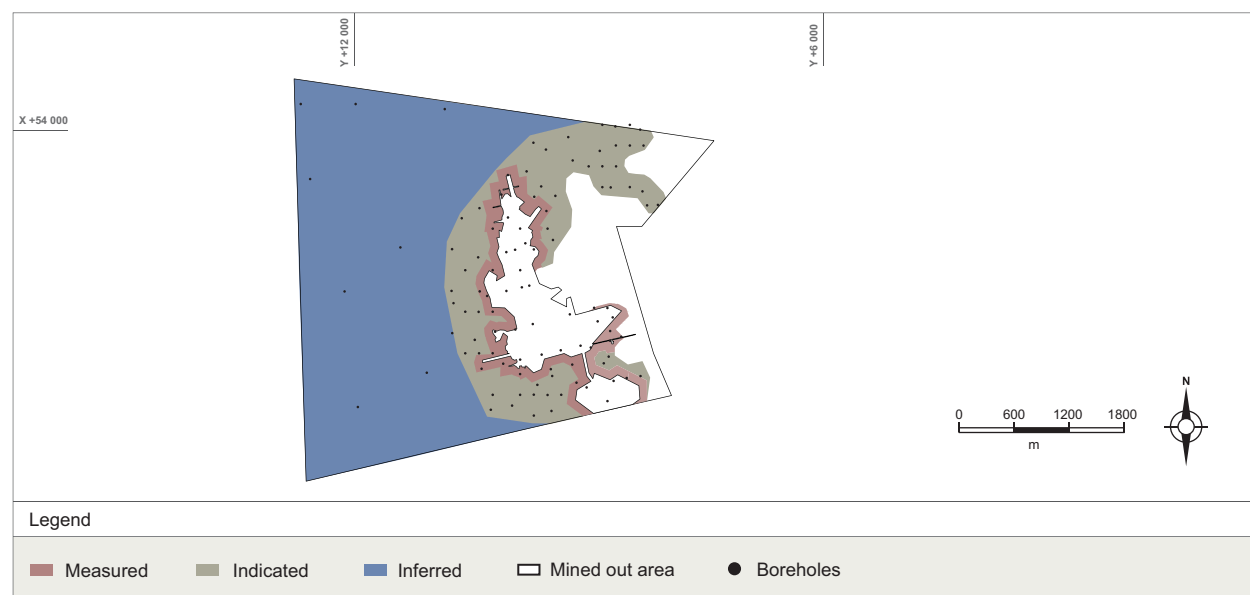 Y +12 000
Y +6 000
X +54 000
N
0 600 1200 1800
m
Legend
Measured Indicated Inferred Mined out area Boreholes